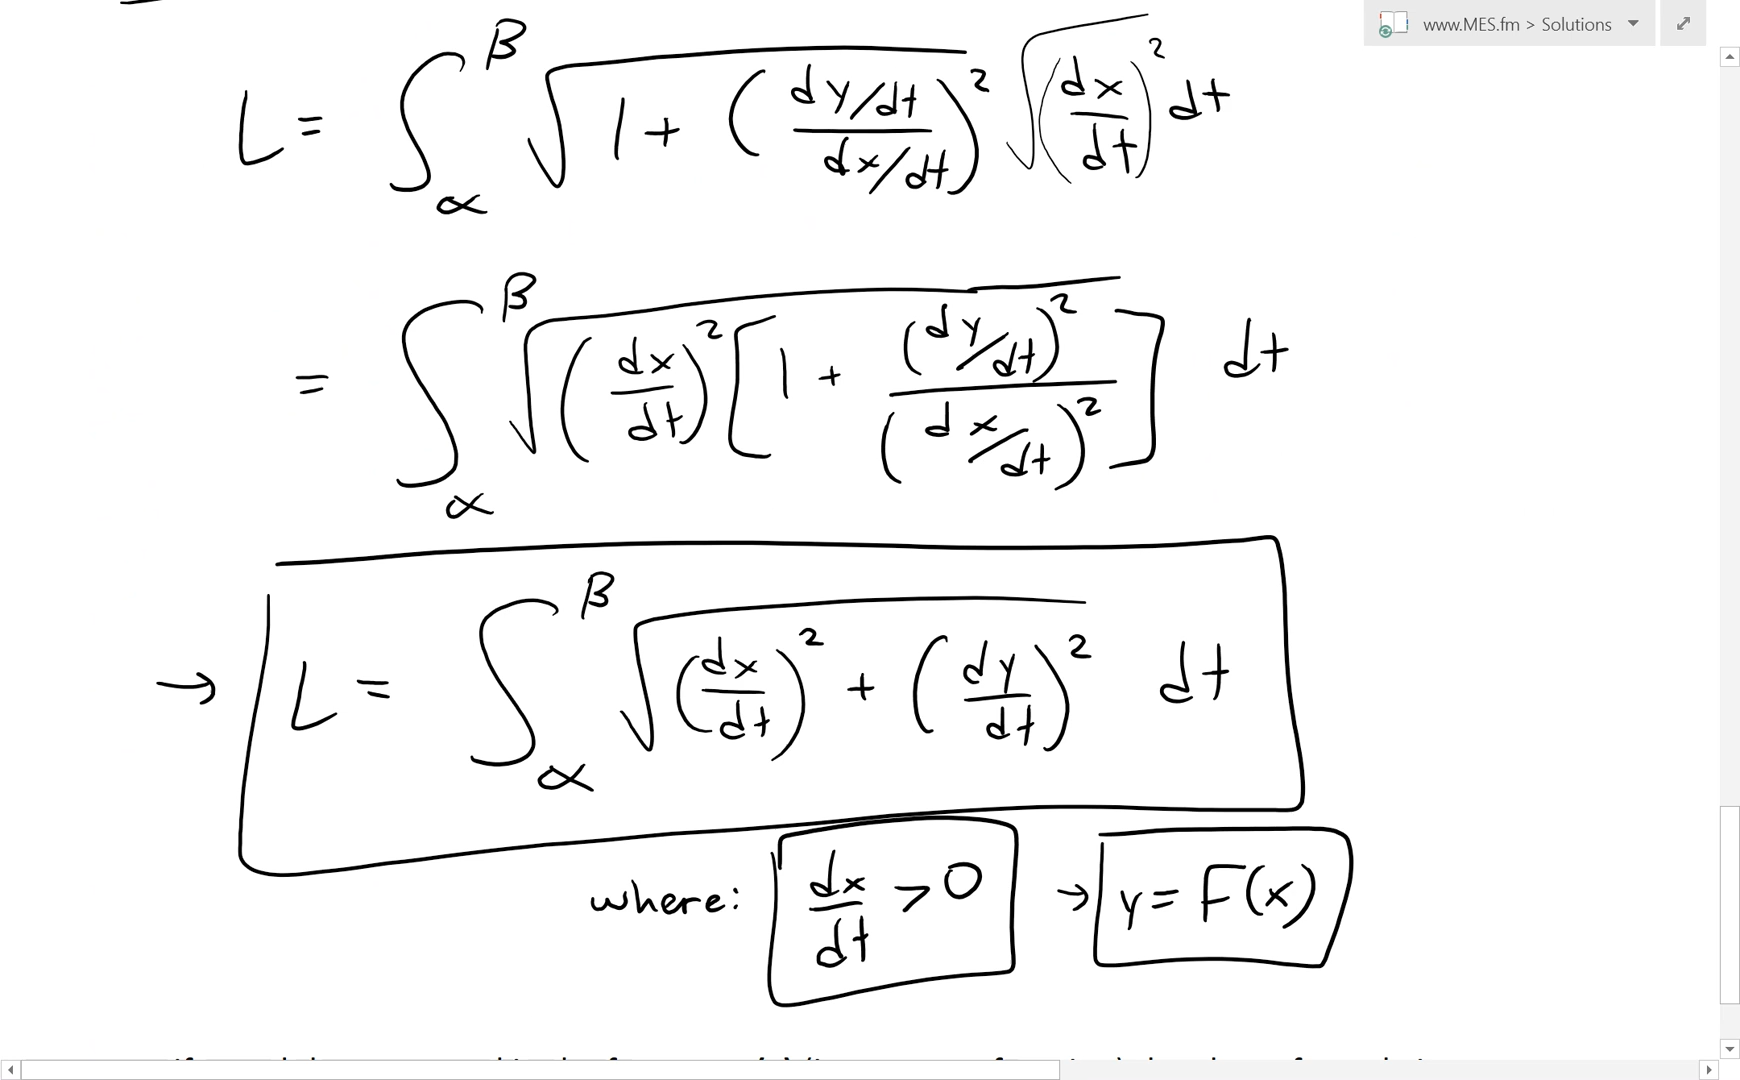 www.MES.fm > Solutions
L = ∫_α^β √(1 + ((dy/dt)/(dx/dt))²) √((dx/dt)²) dt
= ∫_α^β √((dx/dt)² [1 + (dy/dt)²/(dx/dt)²]) dt
→ L = ∫_α^β √((dx/dt)² + (dy/dt)²) dt
where: dx/dt > 0 → y = F(x)